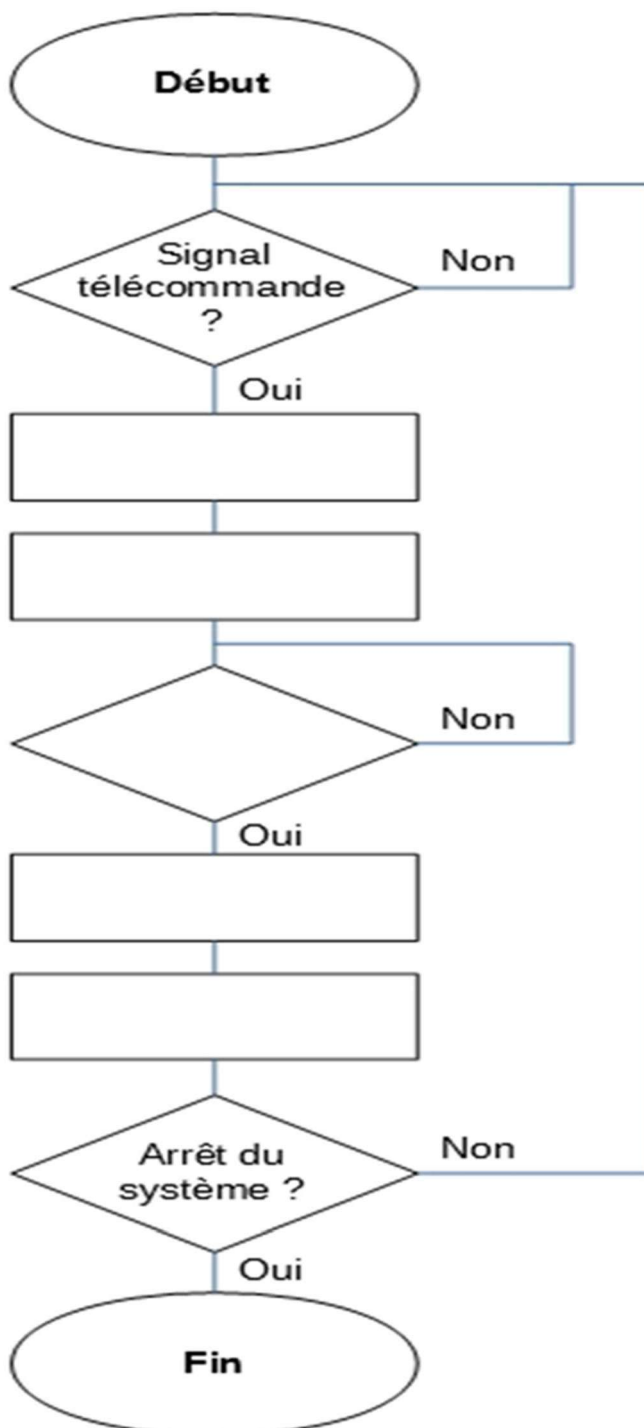 Début
Signal
télécommande
?
Non
Oui
Non
Oui
Arrêt du
système ?
Non
Oui
Fin